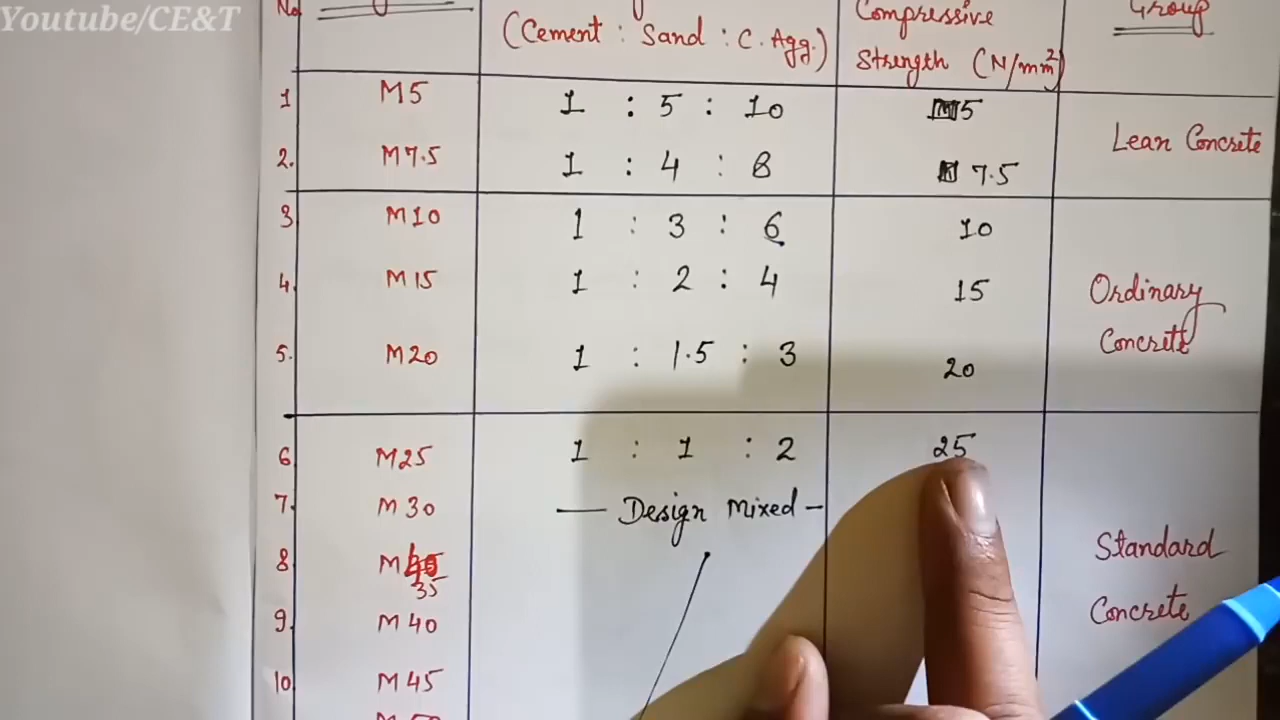 Youtube/CE&T
No.
(Cement : Sand : C. Agg.)
Compressive
Strength (N/mm²)
Group
1 M5 1 : 5 : 10 5
Lean Concrete
2. M7.5 1 : 4 : 8 7.5
3 M10 1 : 3 : 6 10
4. M15 1 : 2 : 4 15
Ordinary
Concrete
5. M20 1 : 1.5 : 3 20
6 M25 1 : 1 : 2 25
7. M30 — Design Mixed -
8 M 35
Standard
Concrete
9. M40
10 M45